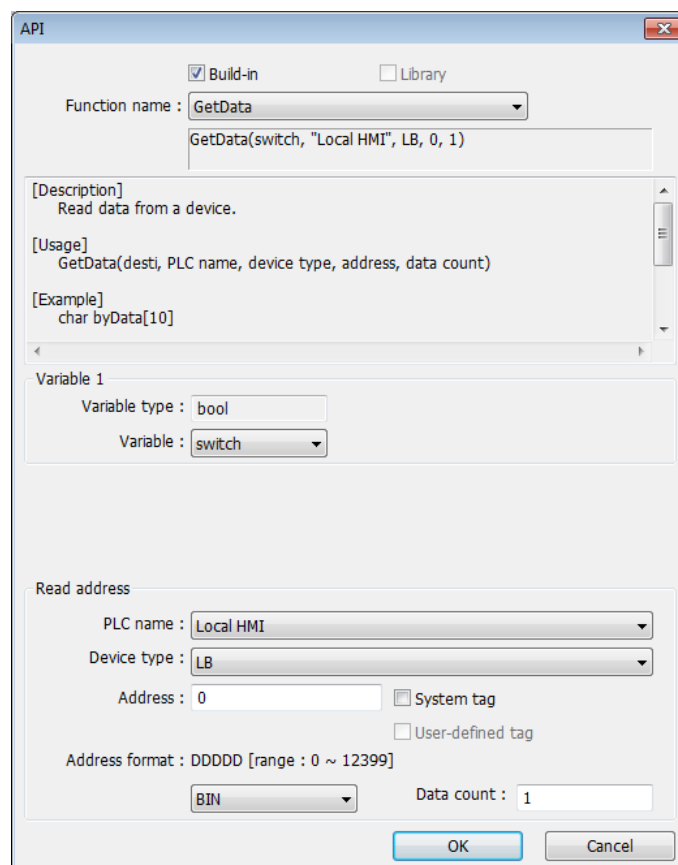 API
Build-in Library
Function name : GetData
GetData(switch, "Local HMI", LB, 0, 1)
[Description]
Read data from a device.
[Usage]
GetData(desti, PLC name, device type, address, data count)
[Example]
char byData[10]
Variable 1
Variable type : bool
Variable : switch
Read address
PLC name : Local HMI
Device type : LB
Address : 0 System tag
User-defined tag
Address format : DDDDD [range : 0 ~ 12399]
BIN Data count : 1
OK Cancel